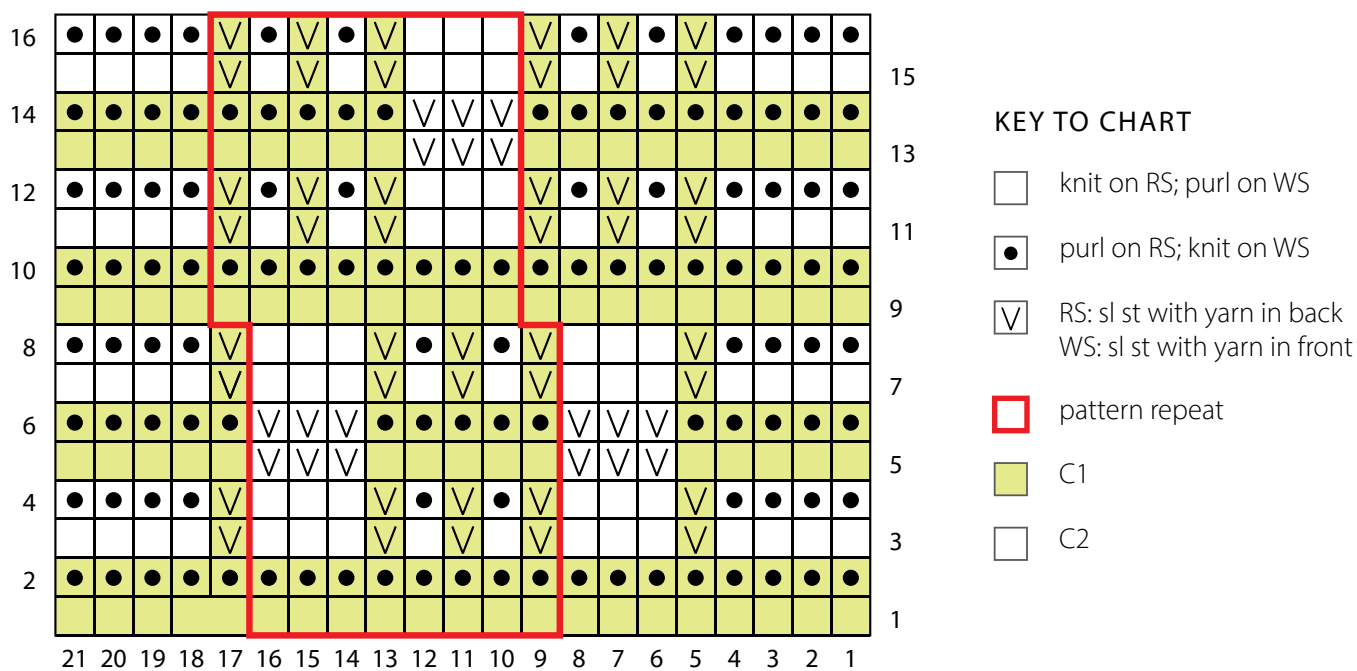 16
15
14
13
12
11
10
9
8
7
6
5
4
3
2
1
21 20 19 18 17 16 15 14 13 12 11 10 9 8 7 6 5 4 3 2 1
KEY TO CHART
knit on RS; purl on WS
purl on RS; knit on WS
RS: sl st with yarn in back
WS: sl st with yarn in front
pattern repeat
C1
C2